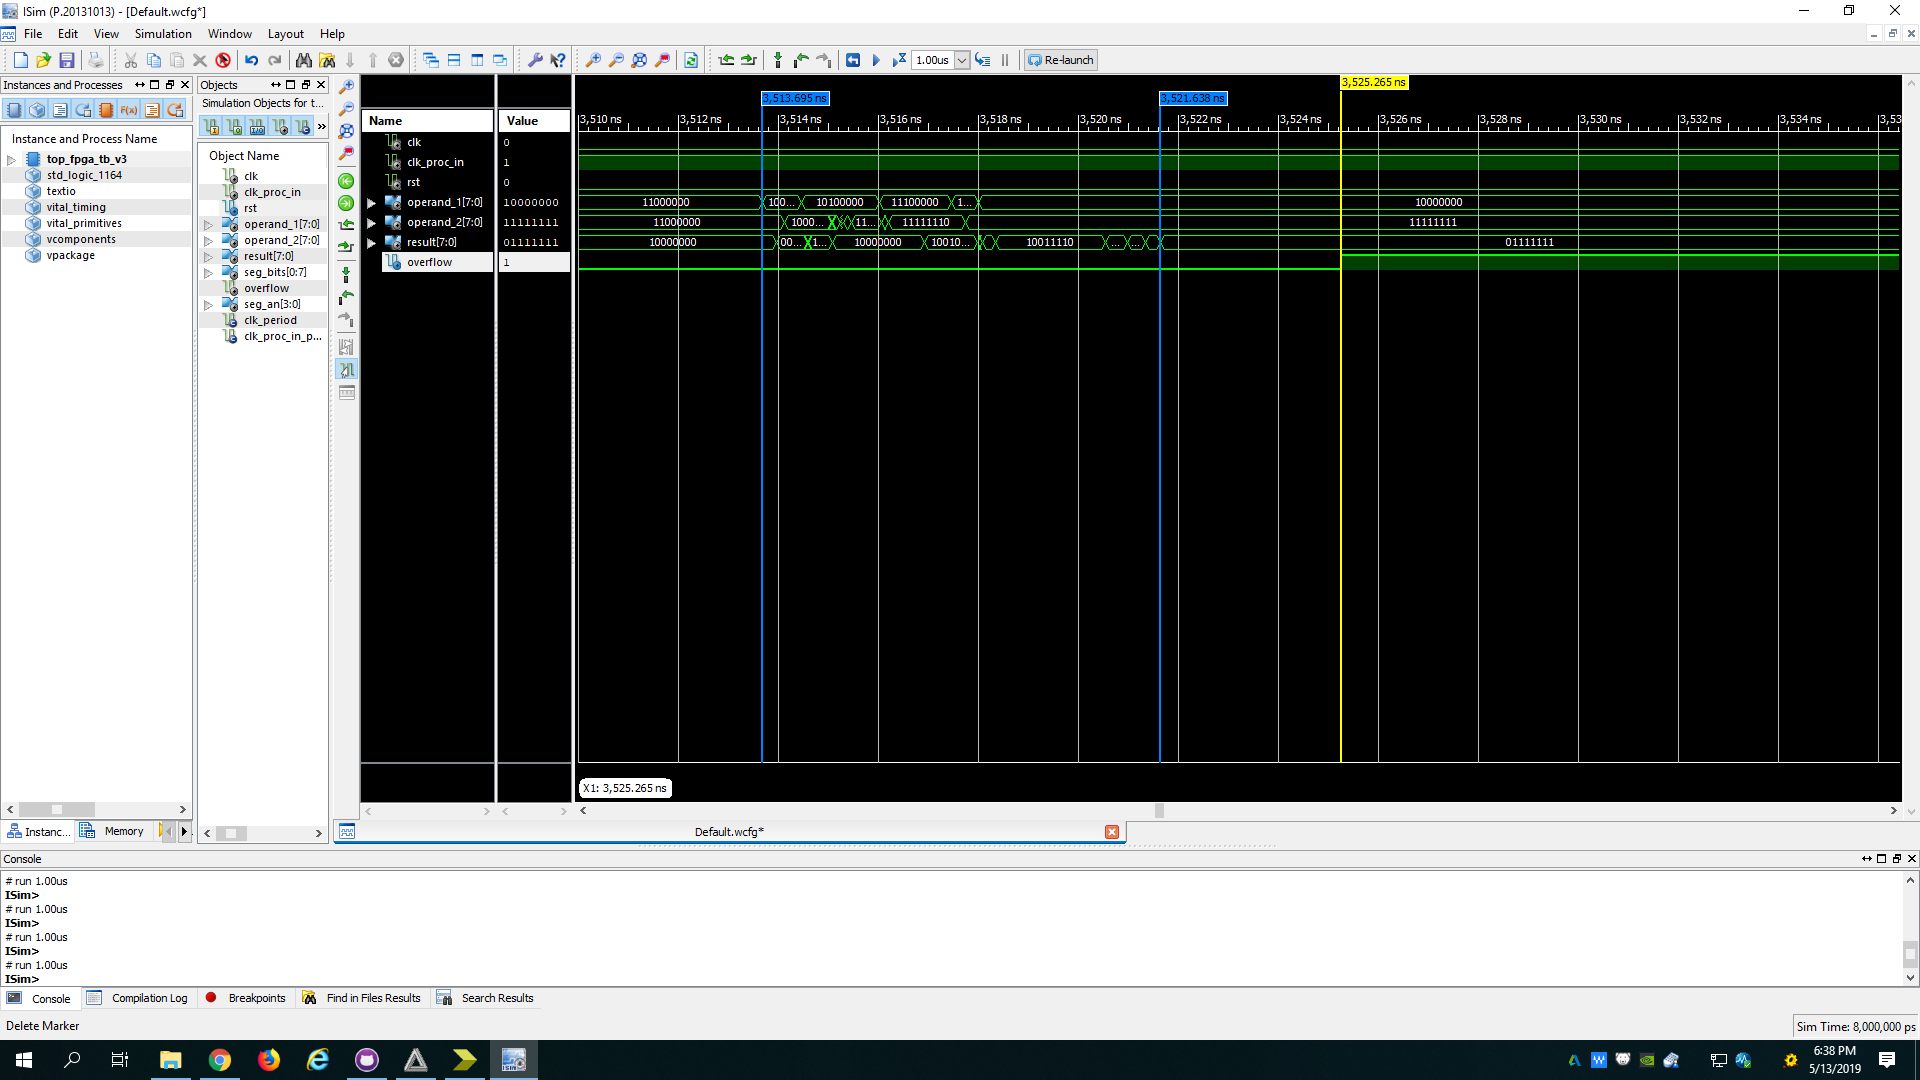 ISim (P.20131013) - [Default.wcfg*]
File Edit View Simulation Window Layout Help
1.00us
Re-launch
Instances and Processes
Instance and Process Name
top_fpga_tb_v3
std_logic_1164
textio
vital_timing
vital_primitives
vcomponents
vpackage
Instanc...
Memory
Objects
Simulation Objects for t...
Object Name
clk
clk_proc_in
rst
operand_1[7:0]
operand_2[7:0]
result[7:0]
seg_bits[0:7]
overflow
seg_an[3:0]
clk_period
clk_proc_in_p...
Name Value
clk 0
clk_proc_in 1
rst 0
operand_1[7:0] 10000000
operand_2[7:0] 11111111
result[7:0] 01111111
overflow 1
3,525.265 ns
3,513.695 ns 3,521.638 ns
3,510 ns 3,512 ns 3,514 ns 3,516 ns 3,518 ns 3,520 ns 3,522 ns 3,524 ns 3,526 ns 3,528 ns 3,530 ns 3,532 ns 3,534 ns 3,53
11000000 100... 10100000 11100000 1... 10000000
11000000 1000... 11... 11111110 11111111
10000000 00... 1... 10000000 10010... 10011110 ... ... 01111111
X1: 3,525.265 ns
Default.wcfg*
Console
# run 1.00us
ISim>
# run 1.00us
ISim>
# run 1.00us
ISim>
# run 1.00us
ISim>
Console Compilation Log Breakpoints Find in Files Results Search Results
Delete Marker
Sim Time: 8,000,000 ps
6:38 PM
5/13/2019